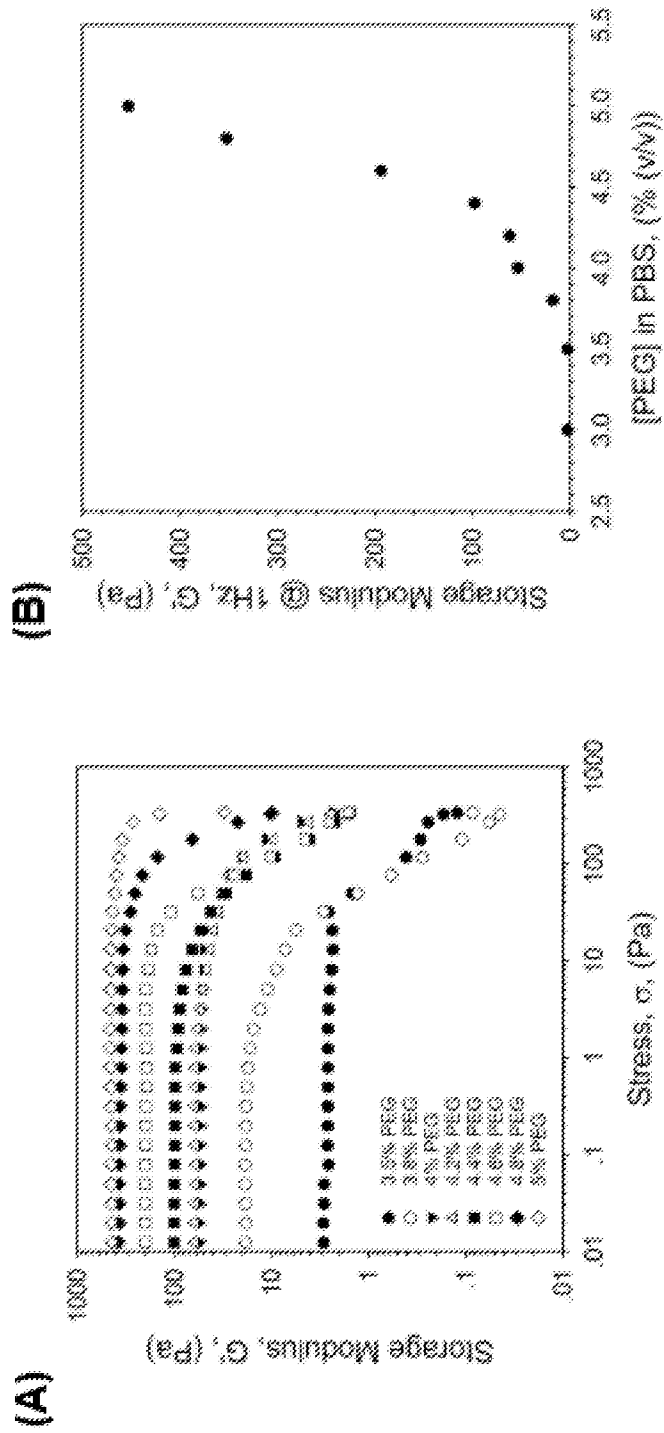 (A)
Storage Modulus, G', (Pa)
1000
100
10
1
.1
.01
3.5% PEG
3.8% PEG
4% PEG
4.2% PEG
4.4% PEG
4.6% PEG
4.8% PEG
5% PEG
.01
.1
1
10
100
1000
Stress, σ, (Pa)
(B)
Storage Modulus @ 1Hz, G', (Pa)
500
400
300
200
100
0
2.5
3.0
3.5
4.0
4.5
5.0
5.5
[PEG] in PBS, (% (v/v))